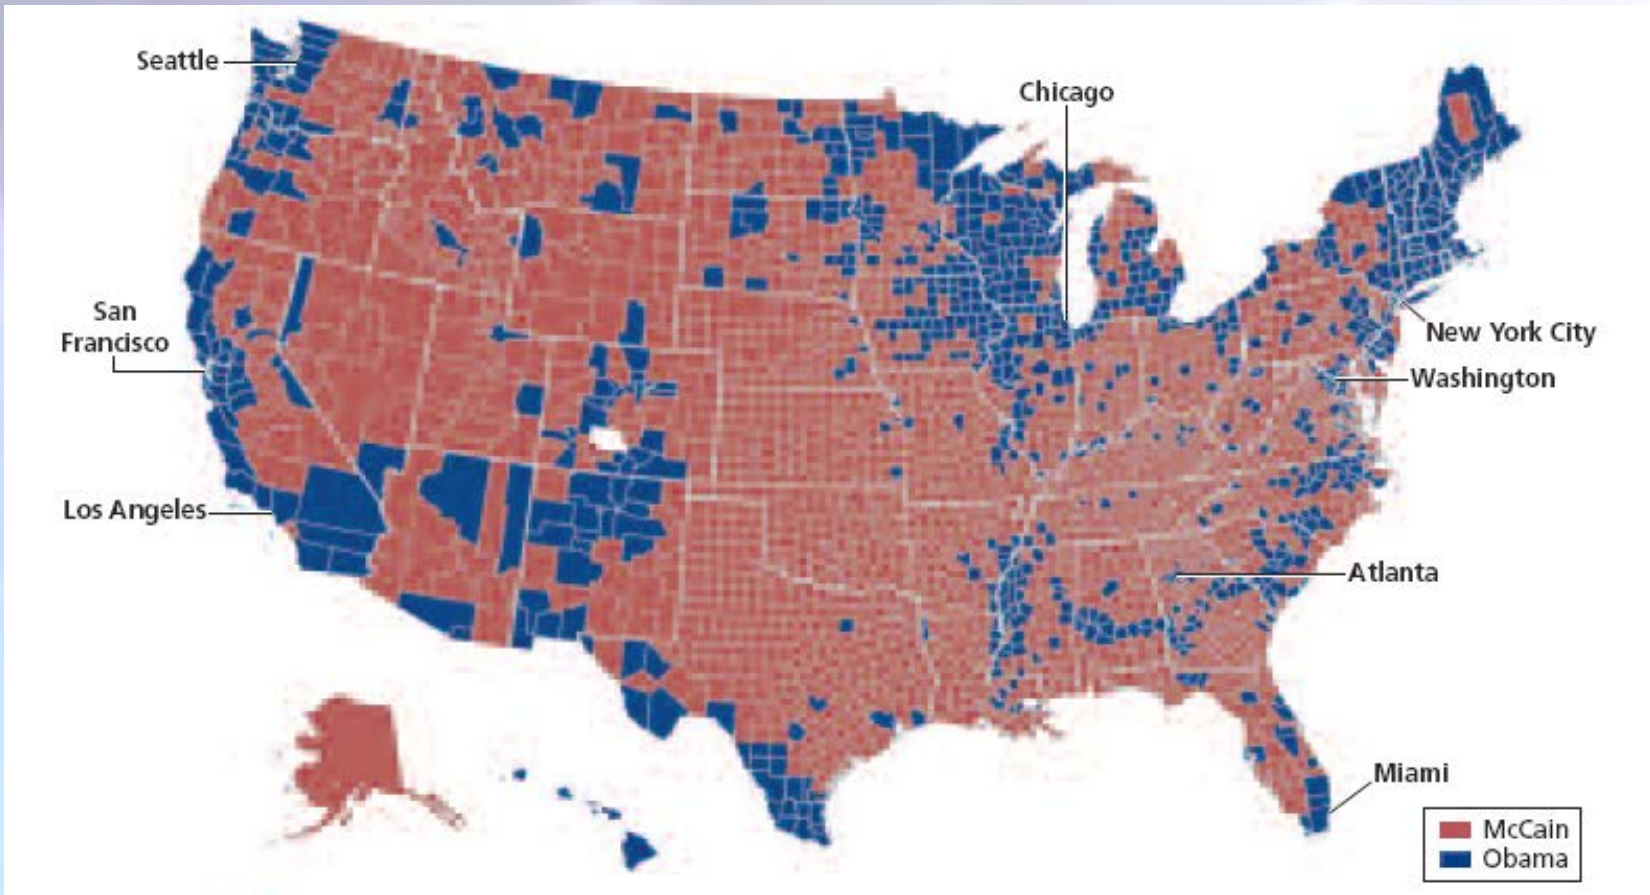 Seattle
Chicago
San
Francisco
New York City
Washington
Los Angeles
Atlanta
Miami
McCain
Obama